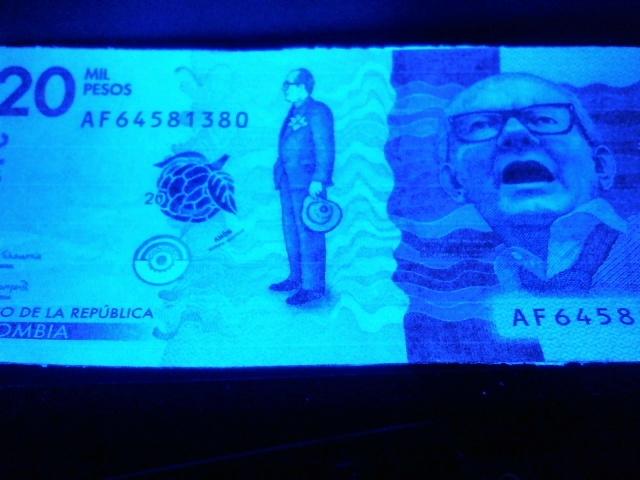 20 MIL
PESOS
AF64581380
20
O DE LA REPÚBLICA
OMBIA
AF6458